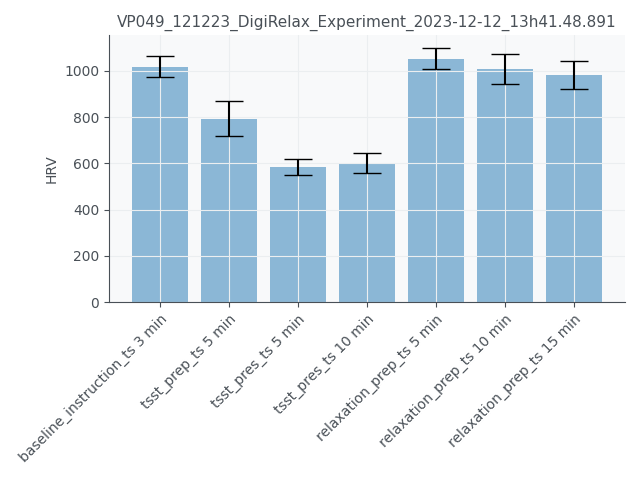 VP049_121223_DigiRelax_Experiment_2023-12-12_13h41.48.891
HRV
1000
800
600
400
200
0
baseline_instruction_ts 3 min
tsst_prep_ts 5 min
tsst_pres_ts 5 min
tsst_pres_ts 10 min
relaxation_prep_ts 5 min
relaxation_prep_ts 10 min
relaxation_prep_ts 15 min